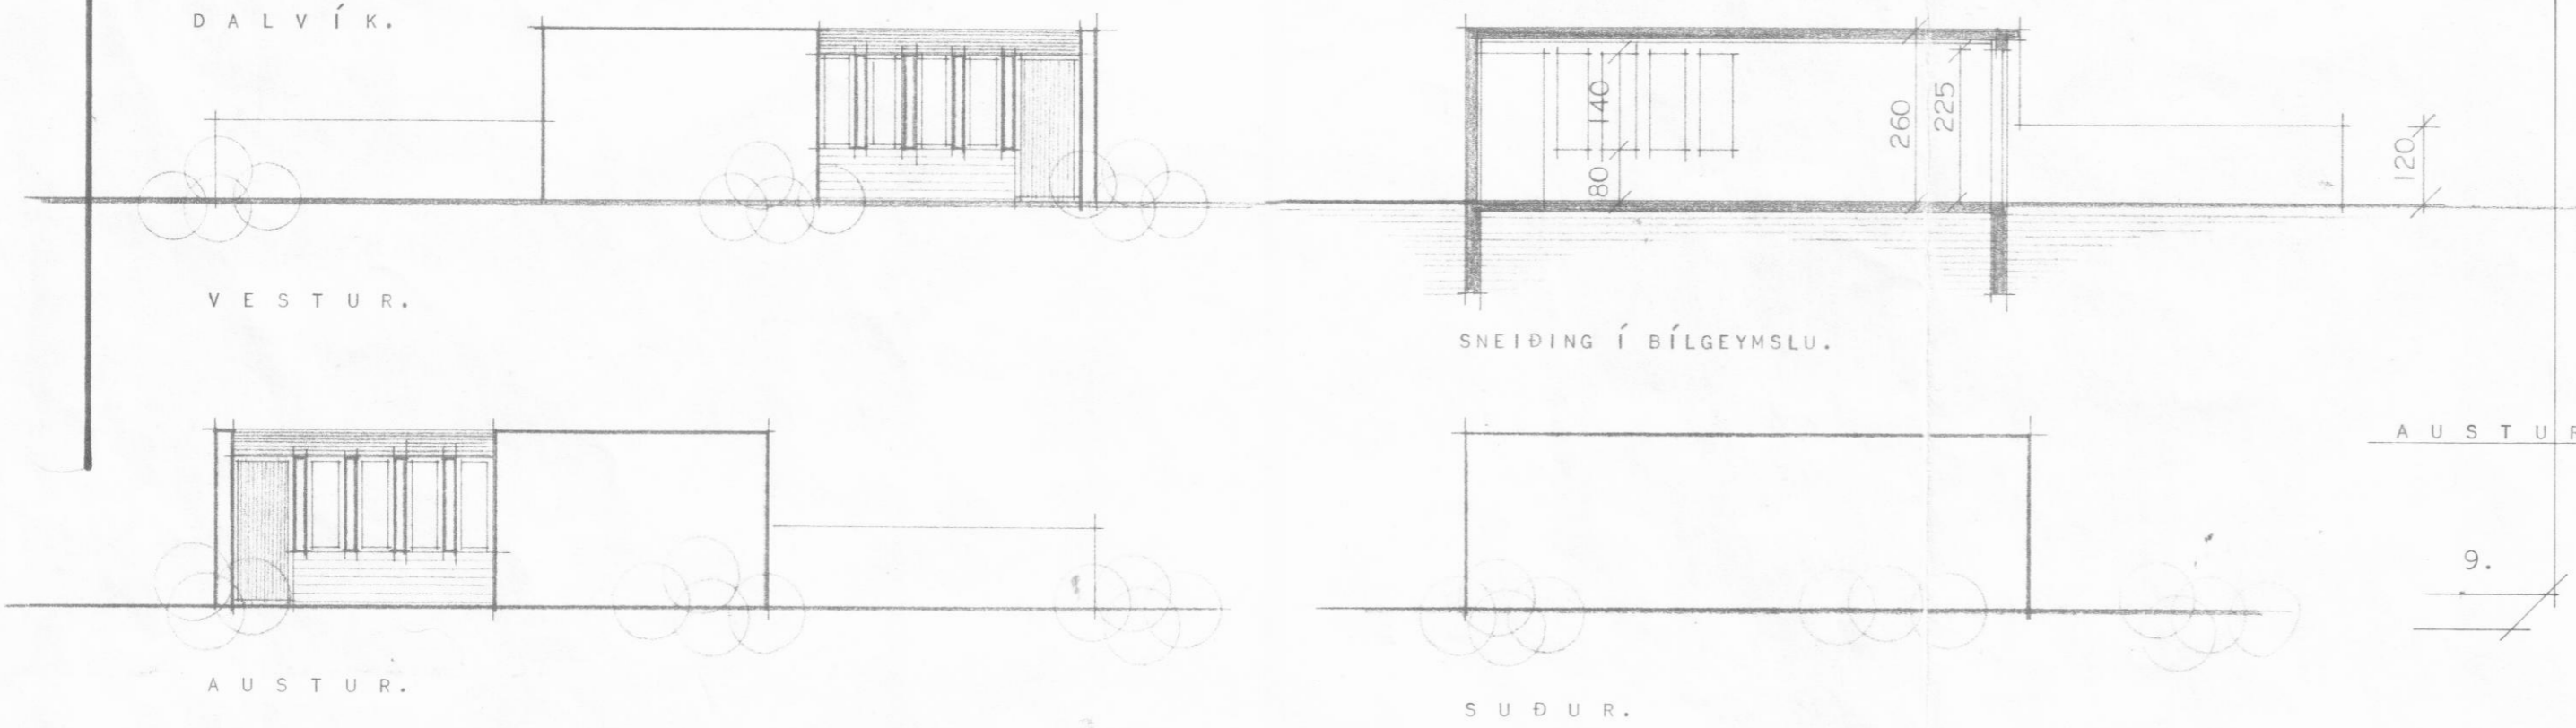 DALVÍK.
140
80
260
225
120
VESTUR.
SNEIÐING Í BÍLGEYMSLU.
AUSTUR
9.
AUSTUR.
SUÐUR.